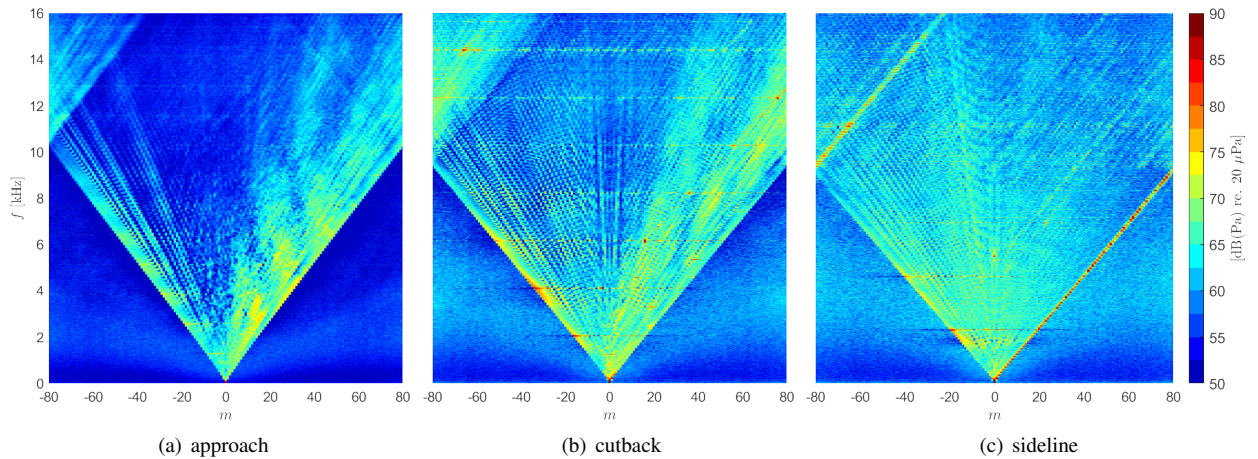 16
14
12
10
8
6
4
2
0
f [kHz]
-80 -60 -40 -20 0 20 40 60 80
m
(a) approach
-80 -60 -40 -20 0 20 40 60 80
m
(b) cutback
-80 -60 -40 -20 0 20 40 60 80
m
(c) sideline
90
85
80
75
70
65
60
55
50
[dB(Pa) re. 20 μPa]